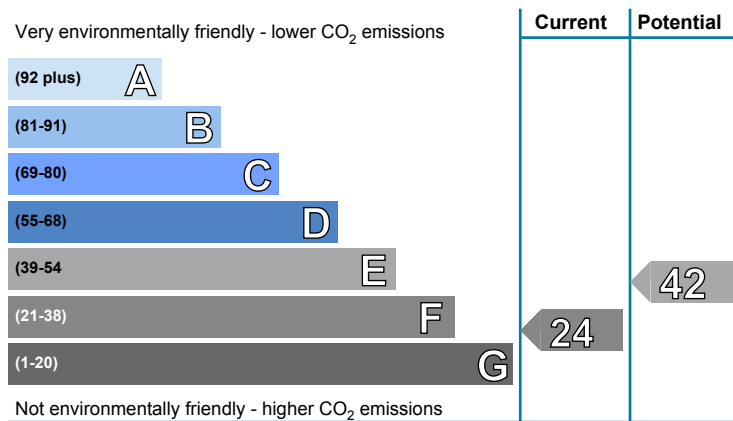 Current Potential
Very environmentally friendly - lower CO2 emissions
(92 plus) A
(81-91) B
(69-80) C
(55-68) D
(39-54 E
42
(21-38) F
24
(1-20) G
Not environmentally friendly - higher CO2 emissions